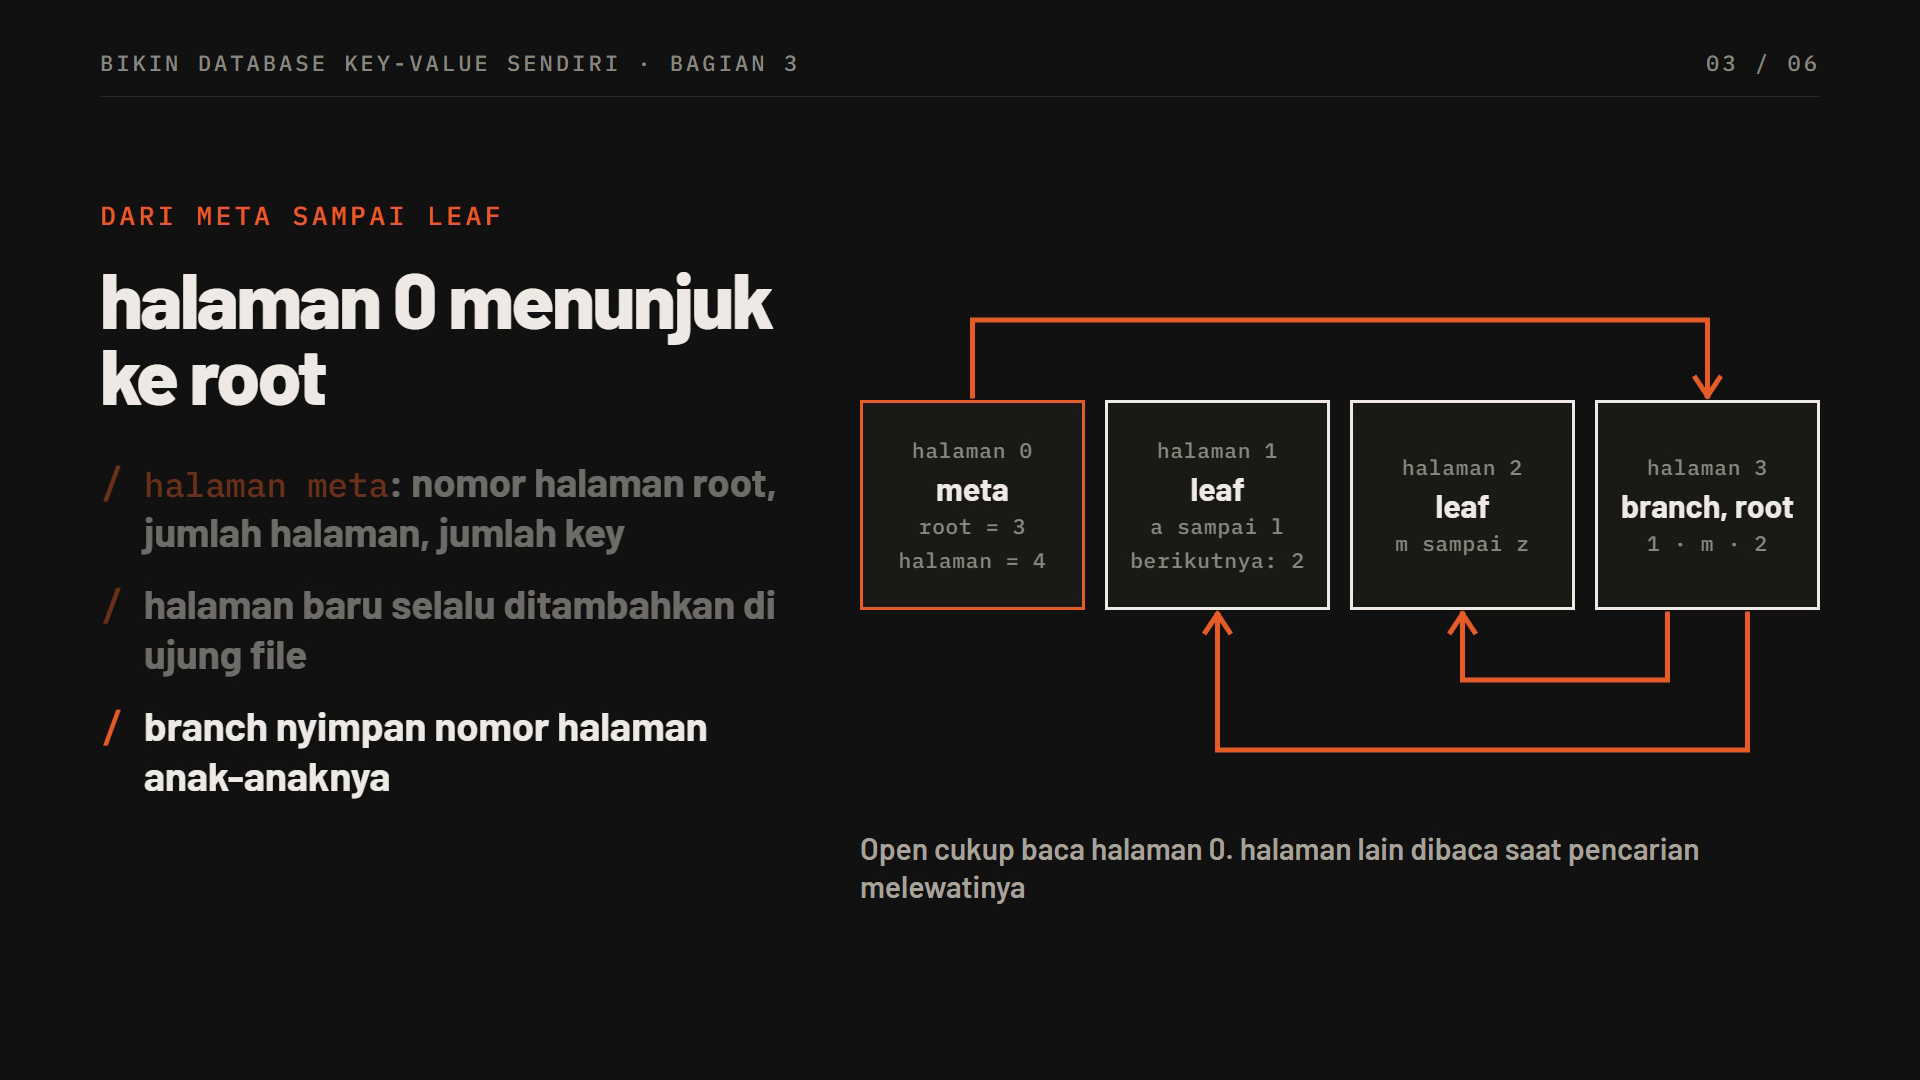 BIKIN DATABASE KEY-VALUE SENDIRI · BAGIAN 3
03 / 06
DARI META SAMPAI LEAF
halaman 0 menunjuk
ke root
/ halaman meta: nomor halaman root,
jumlah halaman, jumlah key
/ halaman baru selalu ditambahkan di
ujung file
/ branch nyimpan nomor halaman
anak-anaknya
halaman 0
meta
root = 3
halaman = 4
halaman 1
leaf
a sampai l
berikutnya: 2
halaman 2
leaf
m sampai z
halaman 3
branch, root
1 · m · 2
Open cukup baca halaman 0. halaman lain dibaca saat pencarian
melewatinya